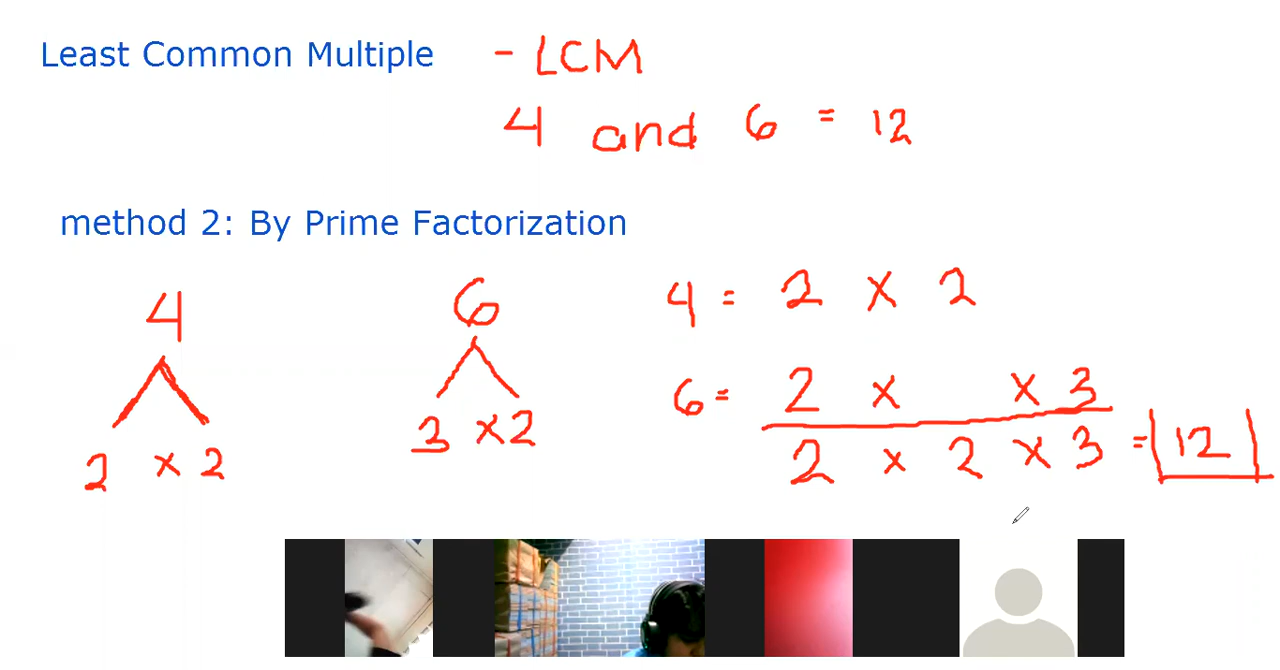 Least Common Multiple - LCM
4 and 6 = 12
method 2: By Prime Factorization
4
2 x 2
6
3 x 2
4 = 2 x 2
6 = 2 x x 3
2 x 2 x 3 = 12